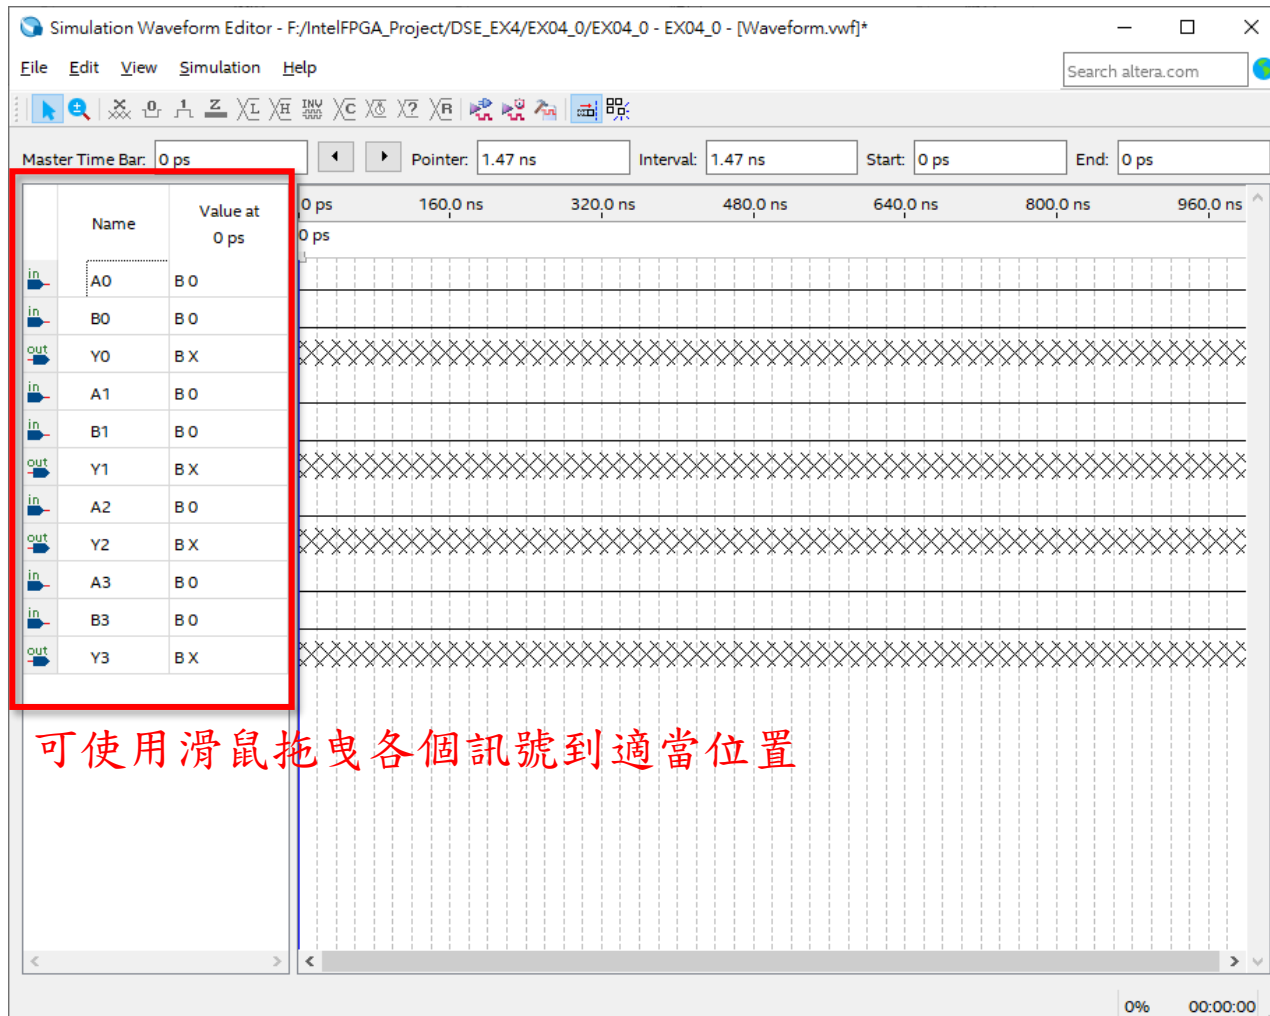 Simulation Waveform Editor - F:/IntelFPGA_Project/DSE_EX4/EX04_0/EX04_0 - EX04_0 - [Waveform.vwf]*
File Edit View Simulation Help
Search altera.com
Master Time Bar: 0 ps Pointer: 1.47 ns Interval: 1.47 ns Start: 0 ps End: 0 ps
Name Value at 0 ps
0 ps 160.0 ns 320.0 ns 480.0 ns 640.0 ns 800.0 ns 960.0 ns
0 ps
in A0 B 0
in B0 B 0
out Y0 B X
in A1 B 0
in B1 B 0
out Y1 B X
in A2 B 0
out Y2 B X
in A3 B 0
in B3 B 0
out Y3 B X
可使用滑鼠拖曳各個訊號到適當位置
0% 00:00:00